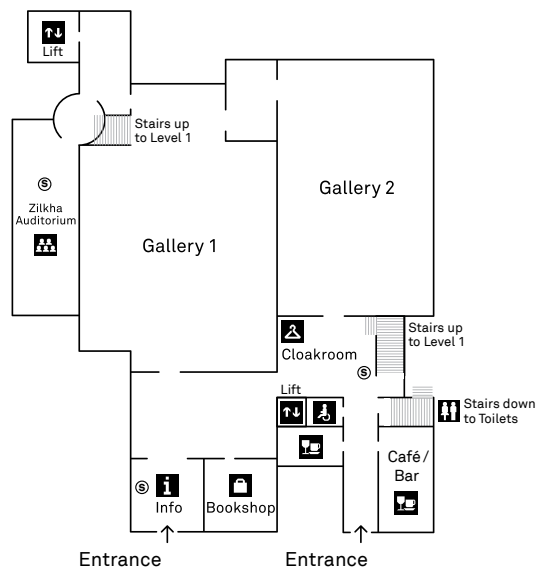 Lift
Stairs up
to Level 1
S
Zilkha
Auditorium
Gallery 1
Gallery 2
Cloakroom
S
Stairs up
to Level 1
Lift
Stairs down
to Toilets
Café/
Bar
S
i
Info
Bookshop
Entrance
Entrance